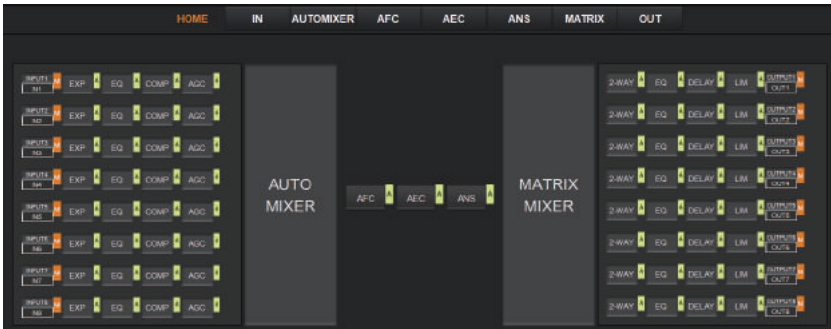 HOME IN AUTOMIXER AFC AEC ANS MATRIX OUT
INPUT1 M EXP A EQ A COMP A AGC A
IN1
INPUT2 M EXP A EQ A COMP A AGC A
IN2
INPUT3 M EXP A EQ A COMP A AGC A
IN3
INPUT4 M EXP A EQ A COMP A AGC A
IN4
INPUT5 M EXP A EQ A COMP A AGC A
IN5
INPUT6 M EXP A EQ A COMP A AGC A
IN6
INPUT7 M EXP A EQ A COMP A AGC A
IN7
INPUT8 M EXP A EQ A COMP A AGC A
IN8
AUTO
MIXER
AFC A AEC A ANS A
MATRIX
MIXER
2-WAY A EQ A DELAY A LIM A OUTPUT1 M
OUT1
2-WAY A EQ A DELAY A LIM A OUTPUT2 M
OUT2
2-WAY A EQ A DELAY A LIM A OUTPUT3 M
OUT3
2-WAY A EQ A DELAY A LIM A OUTPUT4 M
OUT4
2-WAY A EQ A DELAY A LIM A OUTPUT5 M
OUT5
2-WAY A EQ A DELAY A LIM A OUTPUT6 M
OUT6
2-WAY A EQ A DELAY A LIM A OUTPUT7 M
OUT7
2-WAY A EQ A DELAY A LIM A OUTPUT8 M
OUT8